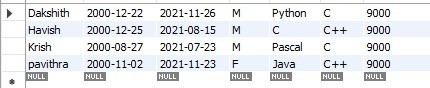 Dakshith 2000-12-22 2021-11-26 M Python C 9000
Havish 2000-12-25 2021-08-15 M C C++ 9000
Krish 2000-08-27 2021-07-23 M Pascal C 9000
pavithra 2000-11-02 2021-11-23 F Java C++ 9000
NULL NULL NULL NULL NULL NULL NULL